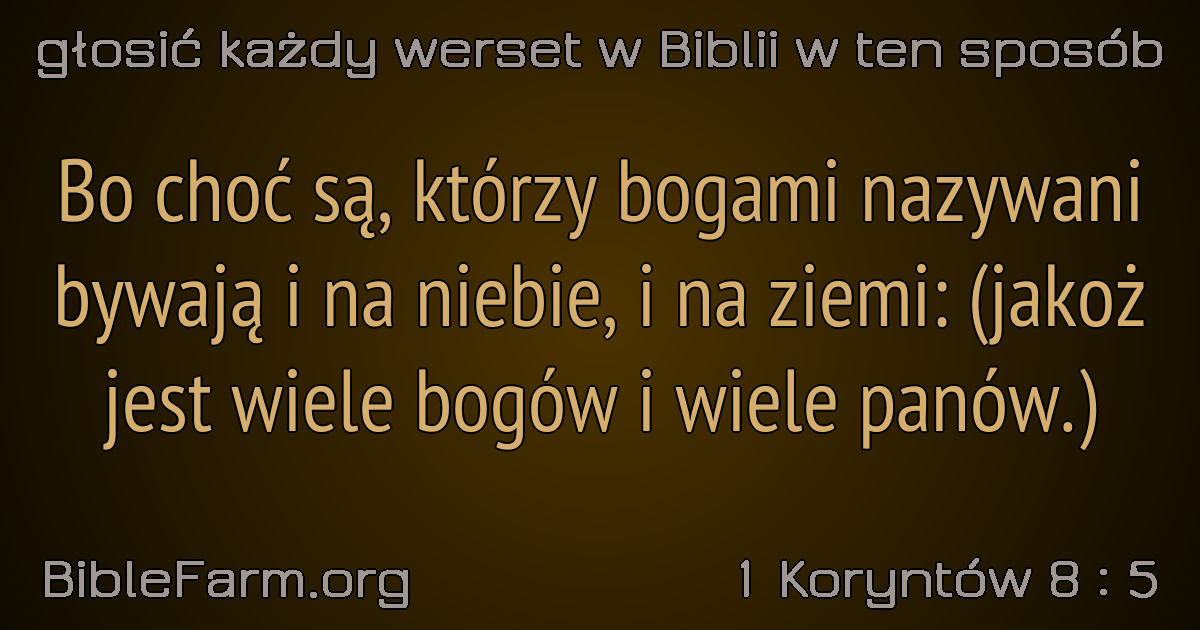 głosić każdy werset w Biblii w ten sposób
Bo choć są, którzy bogami nazywani
bywają i na niebie, i na ziemi: (jakoż
jest wiele bogów i wiele panów.)
BibleFarm.org
1 Koryntów 8 : 5